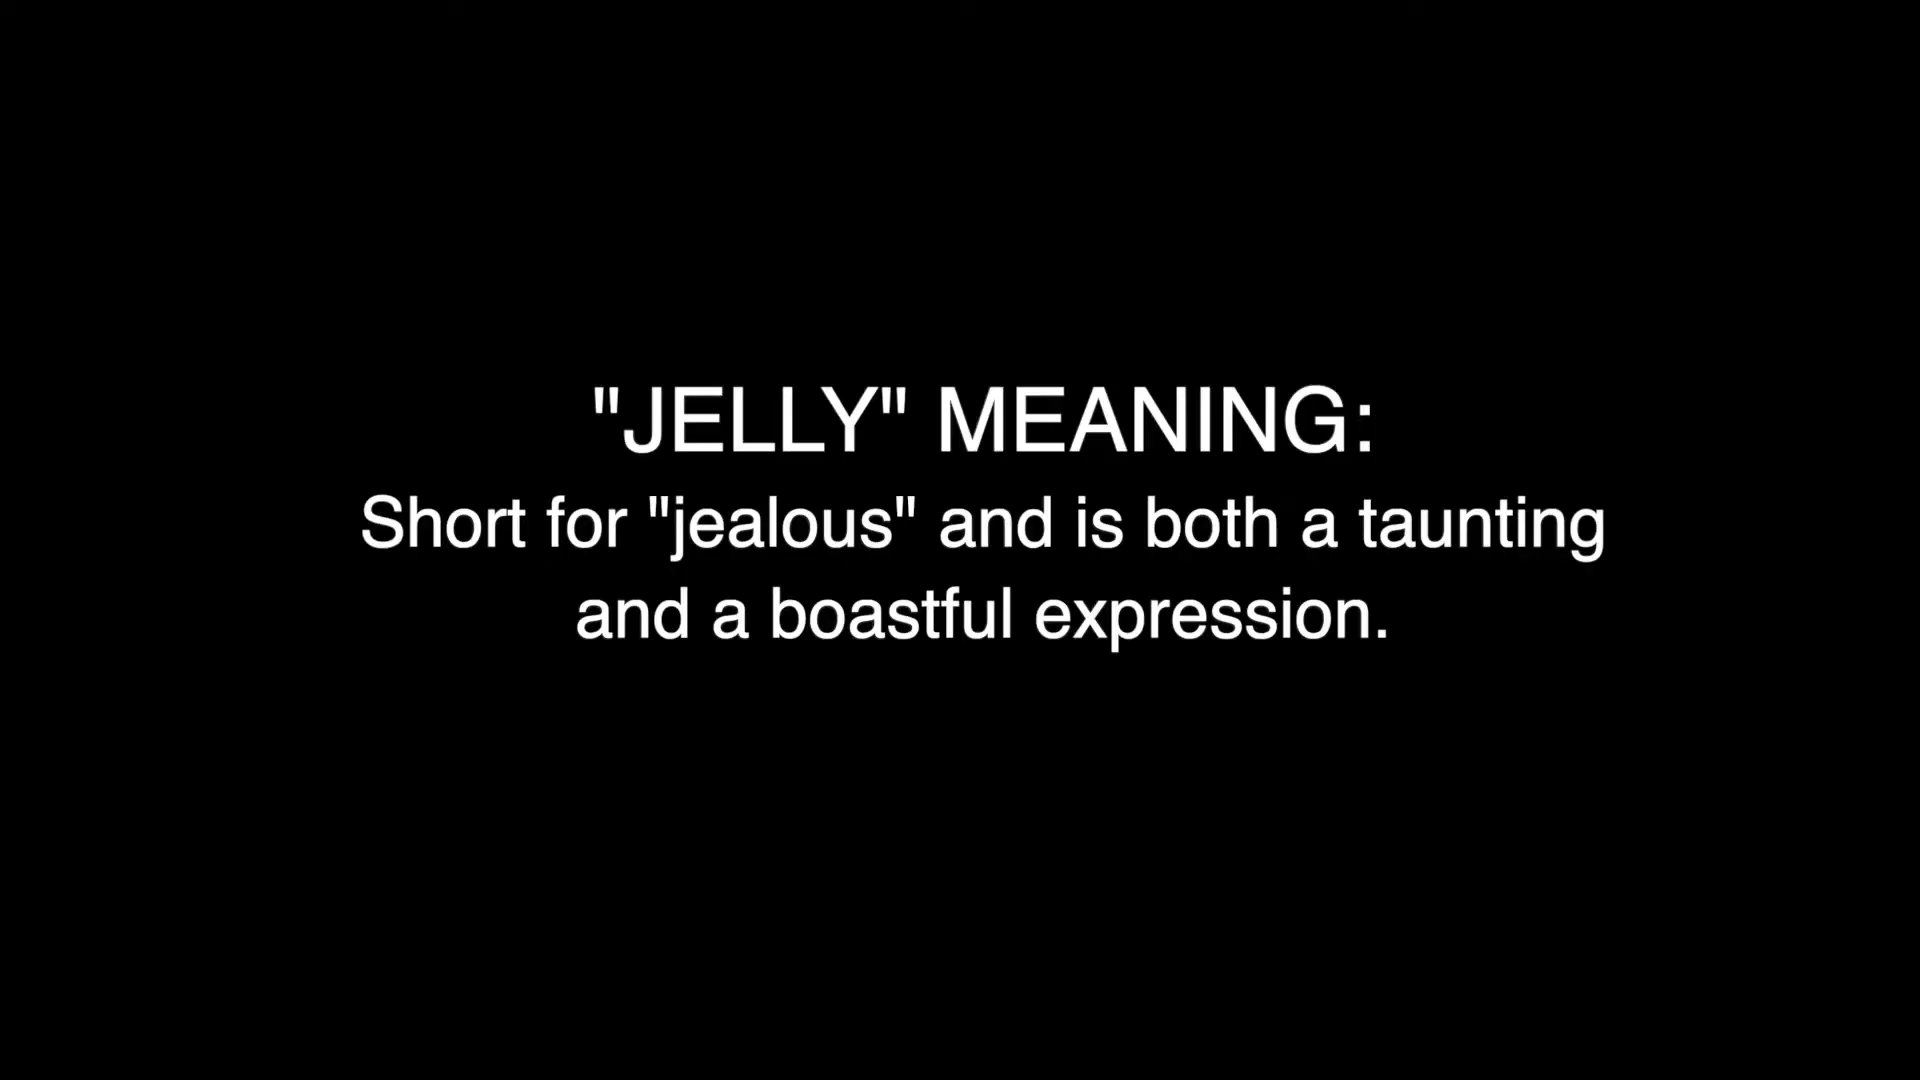 "JELLY" MEANING:
Short for "jealous" and is both a taunting
and a boastful expression.